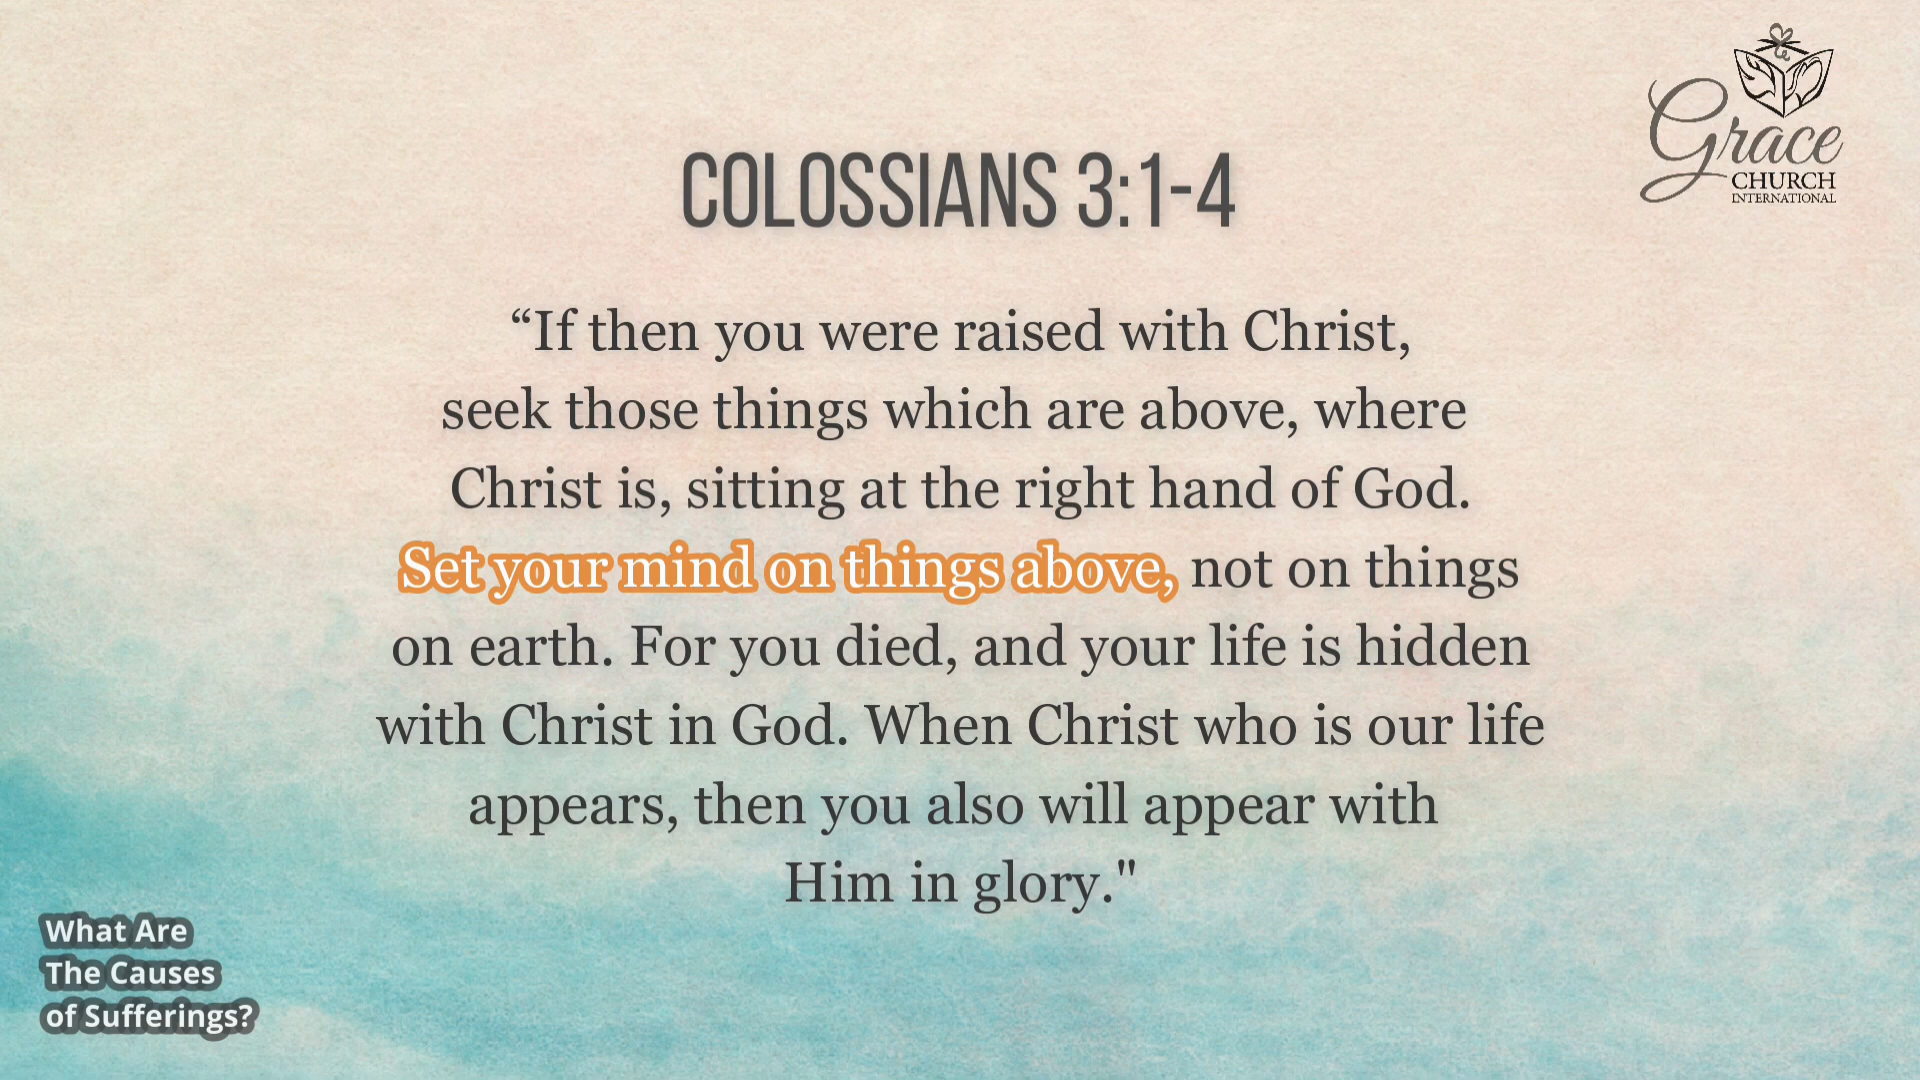 Grace
CHURCH
INTERNATIONAL
COLOSSIANS 3:1-4
“If then you were raised with Christ,
seek those things which are above, where
Christ is, sitting at the right hand of God.
Set your mind on things above, not on things
on earth. For you died, and your life is hidden
with Christ in God. When Christ who is our life
appears, then you also will appear with
Him in glory."
What Are
The Causes
of Sufferings?